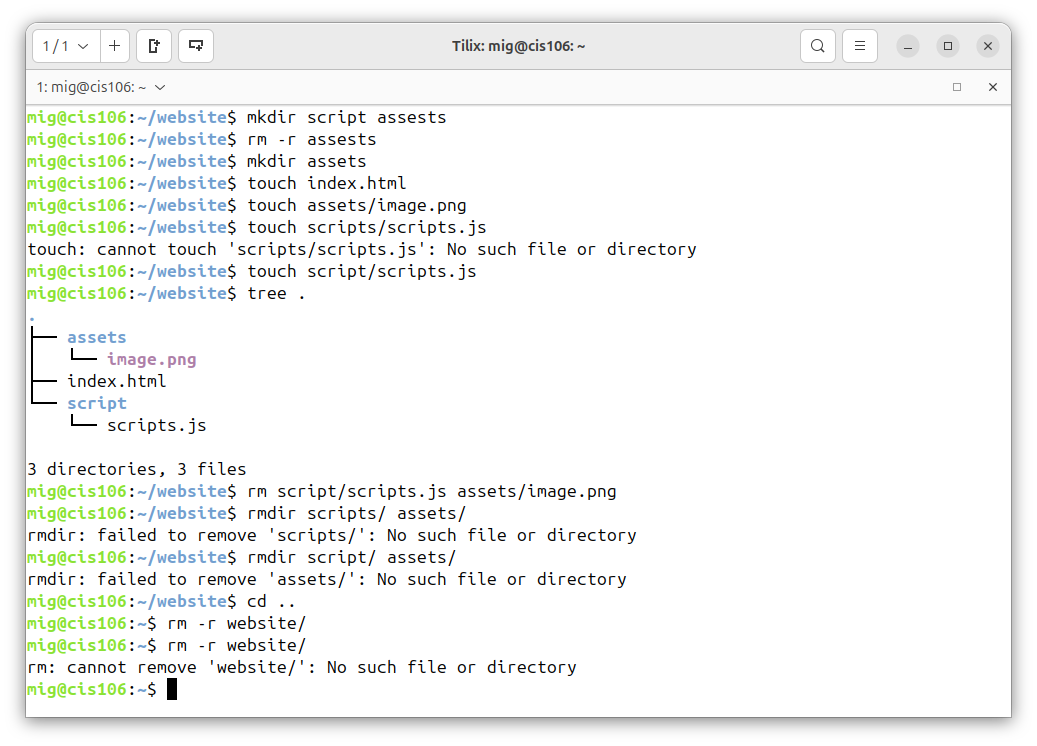 1 / 1
Tilix: mig@cis106: ~
1: mig@cis106: ~
mig@cis106:~/website$ mkdir script assests
mig@cis106:~/website$ rm -r assests
mig@cis106:~/website$ mkdir assets
mig@cis106:~/website$ touch index.html
mig@cis106:~/website$ touch assets/image.png
mig@cis106:~/website$ touch scripts/scripts.js
touch: cannot touch 'scripts/scripts.js': No such file or directory
mig@cis106:~/website$ touch script/scripts.js
mig@cis106:~/website$ tree .
.
├── assets
│   └── image.png
├── index.html
└── script
    └── scripts.js

3 directories, 3 files
mig@cis106:~/website$ rm script/scripts.js assets/image.png
mig@cis106:~/website$ rmdir scripts/ assets/
rmdir: failed to remove 'scripts/': No such file or directory
mig@cis106:~/website$ rmdir script/ assets/
rmdir: failed to remove 'assets/': No such file or directory
mig@cis106:~/website$ cd ..
mig@cis106:~$ rm -r website/
mig@cis106:~$ rm -r website/
rm: cannot remove 'website/': No such file or directory
mig@cis106:~$